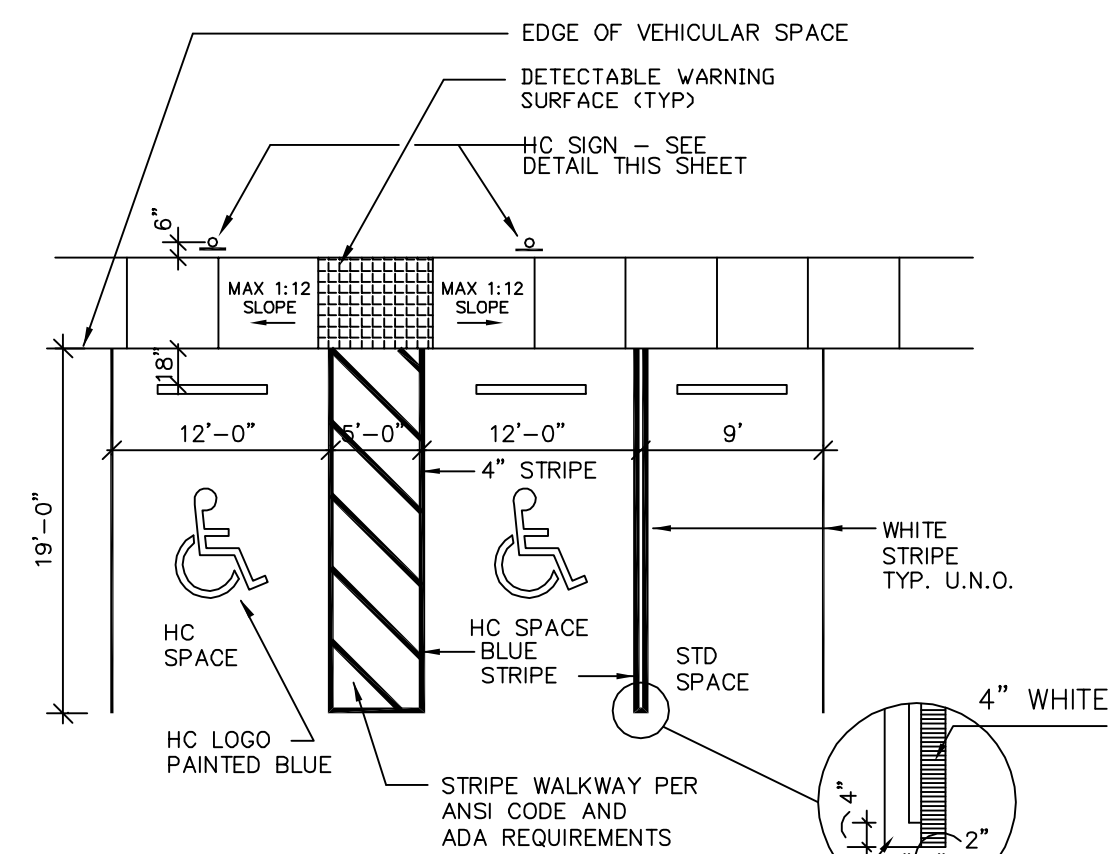 EDGE OF VEHICULAR SPACE
DETECTABLE WARNING
SURFACE (TYP)
HC SIGN – SEE
DETAIL THIS SHEET
6"
MAX 1:12
SLOPE
MAX 1:12
SLOPE
18"
12'-0"
5'-0"
12'-0"
9'
4" STRIPE
19'-0"
WHITE
STRIPE
TYP. U.N.O.
HC
SPACE
HC SPACE
BLUE
STRIPE
STD
SPACE
4" WHITE
HC LOGO
PAINTED BLUE
STRIPE WALKWAY PER
ANSI CODE AND
ADA REQUIREMENTS
4"
2"